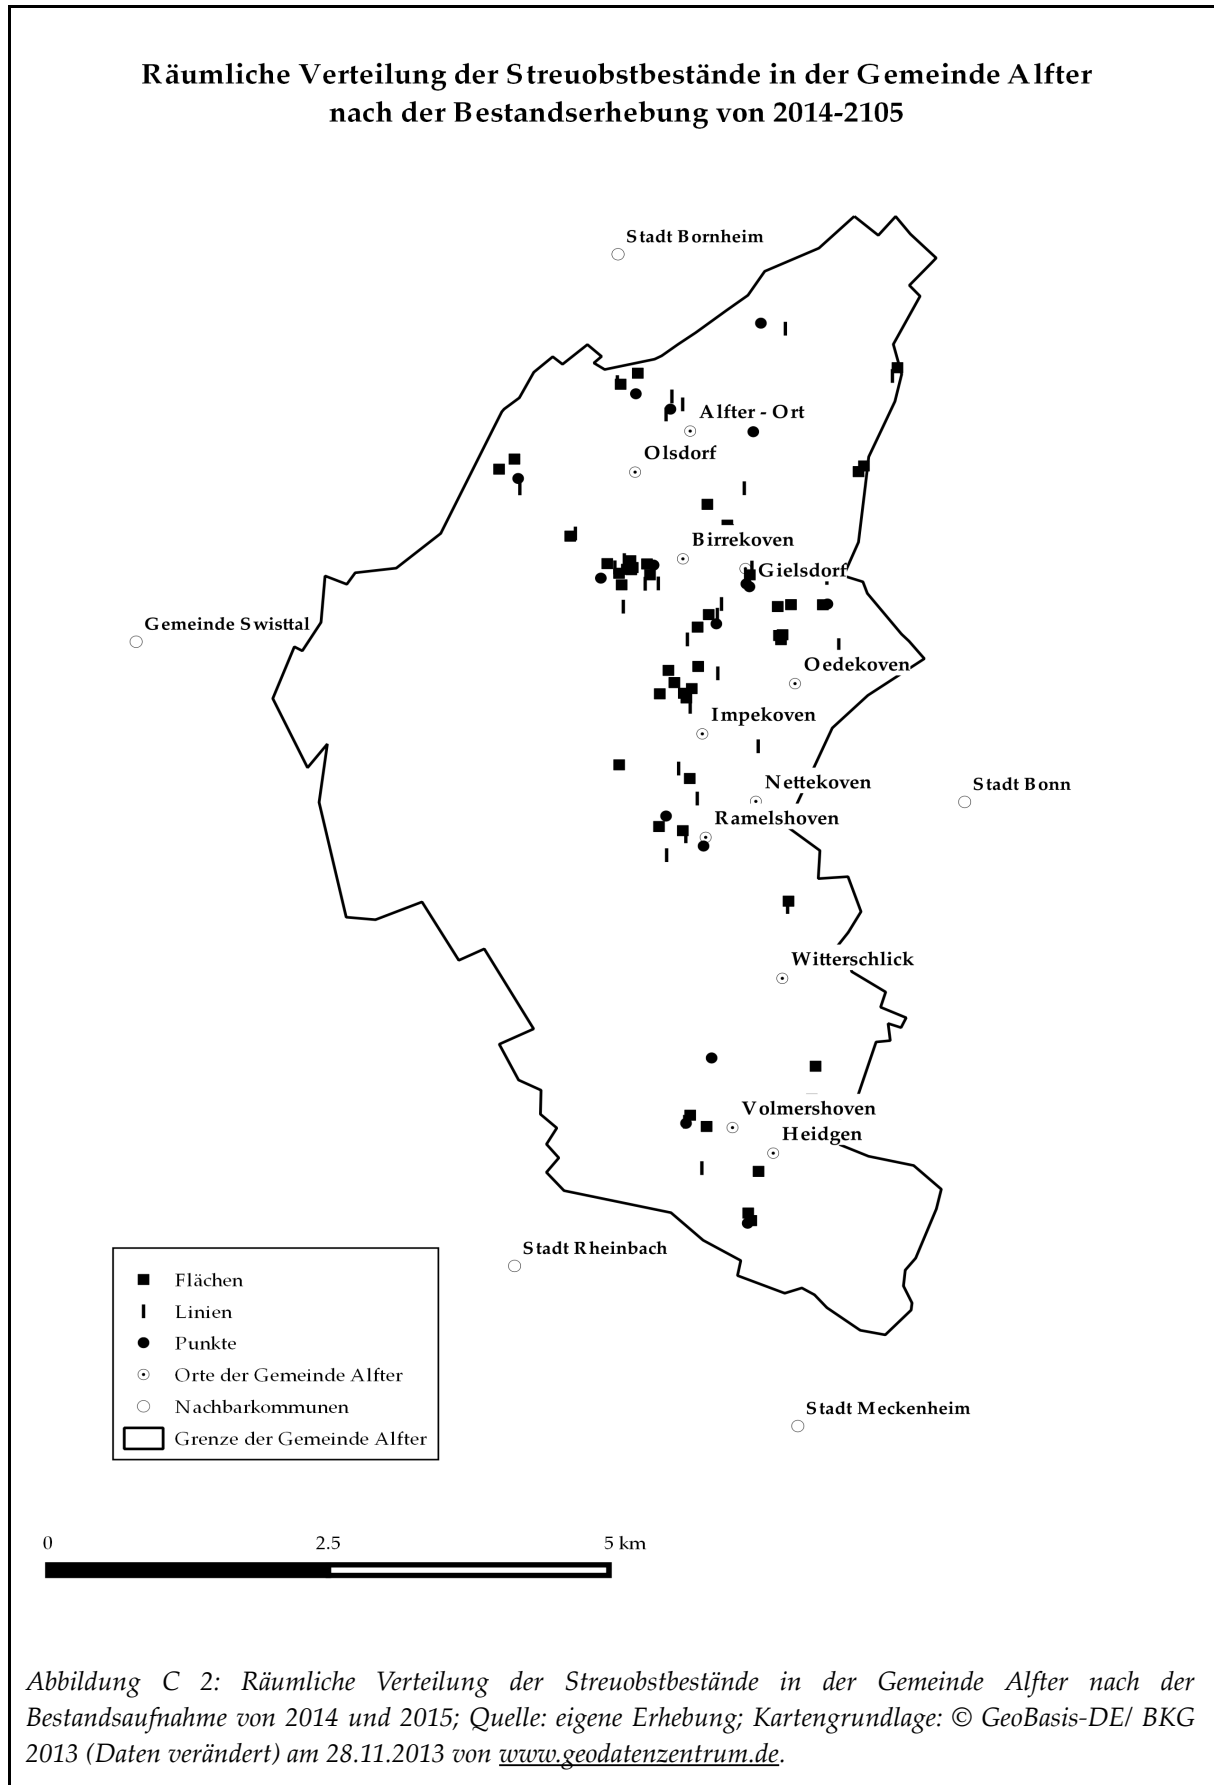 Räumliche Verteilung der Streuobstbestände in der Gemeinde Alfter
nach der Bestandserhebung von 2014-2105
Stadt Bornheim
Alfter - Ort
Olsdorf
Birrekoven
Gielsdorf
Gemeinde Swisttal
Oedekoven
Impekoven
Nettekoven
Stadt Bonn
Ramelshoven
Witterschlick
Volmershoven
Heidgen
Stadt Rheinbach
Flächen
Linien
Punkte
Orte der Gemeinde Alfter
Nachbarkommunen
Grenze der Gemeinde Alfter
Stadt Meckenheim
0 2.5 5 km
Abbildung C 2: Räumliche Verteilung der Streuobstbestände in der Gemeinde Alfter nach der
Bestandsaufnahme von 2014 und 2015; Quelle: eigene Erhebung; Kartengrundlage: © GeoBasis-DE/ BKG
2013 (Daten verändert) am 28.11.2013 von www.geodatenzentrum.de.